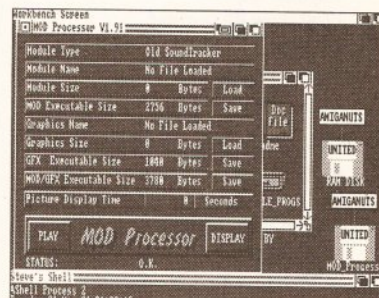 Workbench Screen
MOD Processor V1.91
Module Type Old SoundTracker
Module Name No File Loaded
Module Size 0 Bytes Load
MOD Executable Size 2756 Bytes Save
Graphics Name No File Loaded
Graphics Size 0 Bytes Load
GFX Executable Size Bytes Save
MOD/GFX Executable Size 3780 Bytes Save
Picture Display Time 0 Seconds
PLAY MOD Processor DISPLAY
STATUS: O.K.
Doc
File
LE_PROGS
BY
AMIGANUTS
UNITED
RAM DISK
AMIGANUTS
UNITED
MOD_Process
Steve's Shell
AShell Process 2